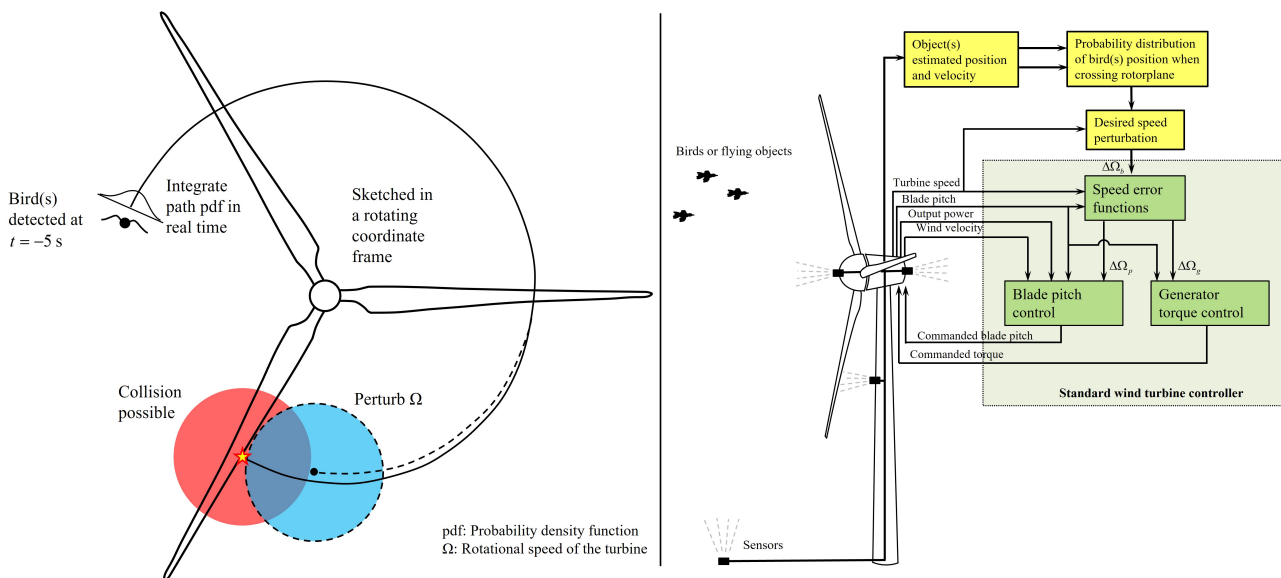 Bird(s)
detected at
t = −5 s
Integrate
path pdf in
real time
Sketched in
a rotating
coordinate
frame
Collision
possible
Perturb Ω
pdf: Probability density function
Ω: Rotational speed of the turbine
Object(s)
estimated position
and velocity
Probability distribution
of bird(s) position when
crossing rotorplane
Desired speed
perturbation
Birds or flying objects
ΔΩb
Turbine speed
Blade pitch
Output power
Wind velocity
Speed error
functions
ΔΩp
ΔΩg
Blade pitch
control
Generator
torque control
Commanded blade pitch
Commanded torque
Standard wind turbine controller
Sensors